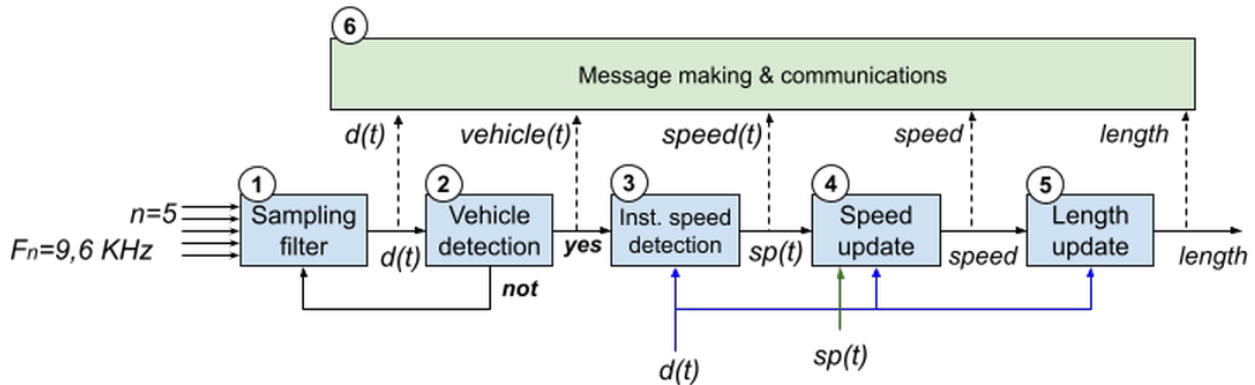 6
Message making & communications
d(t)
vehicle(t)
speed(t)
speed
length
1
2
3
4
5
n=5
Fn=9,6 KHz
Sampling
filter
d(t)
Vehicle
detection
yes
not
Inst. speed
detection
sp(t)
Speed
update
speed
Length
update
length
d(t)
sp(t)